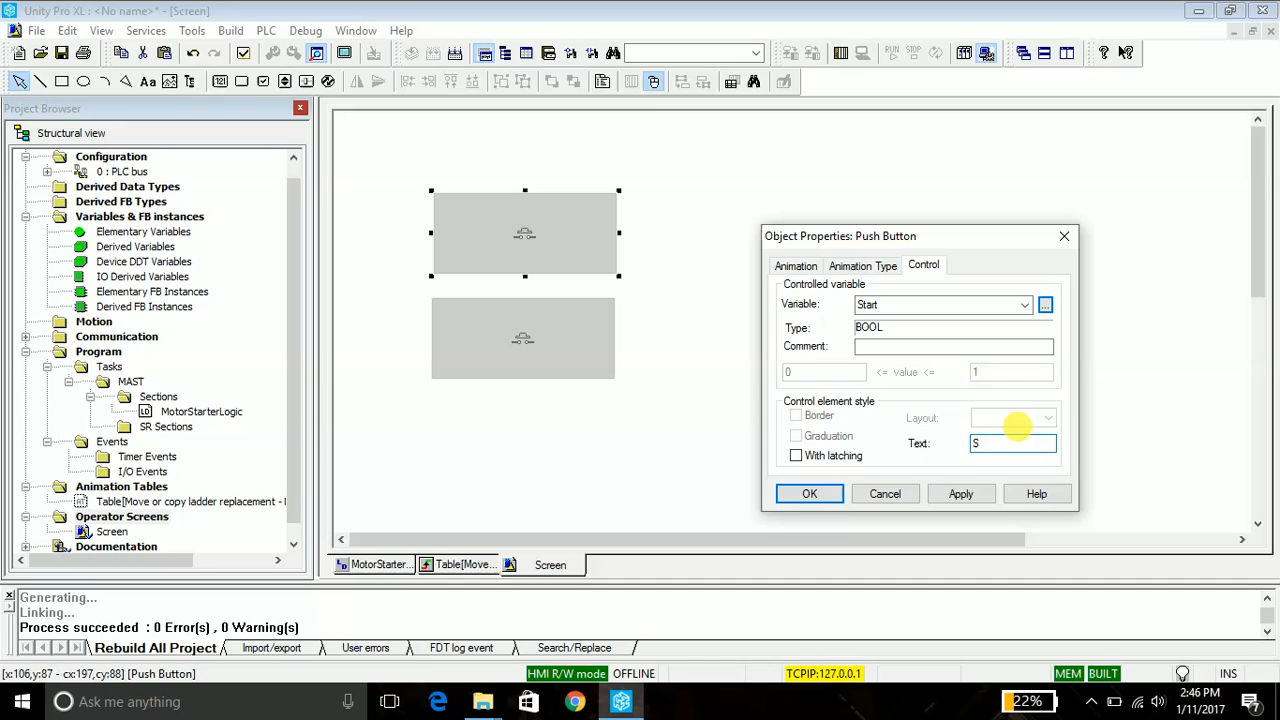 Unity Pro XL : <No name>* - [Screen]
File Edit View Services Tools Build PLC Debug Window Help
Project Browser
Structural view
Configuration
0 : PLC bus
Derived Data Types
Derived FB Types
Variables & FB instances
Elementary Variables
Derived Variables
Device DDT Variables
IO Derived Variables
Elementary FB Instances
Derived FB Instances
Motion
Communication
Program
Tasks
MAST
Sections
MotorStarterLogic
SR Sections
Events
Timer Events
I/O Events
Animation Tables
Table[Move or copy ladder replacement -
Operator Screens
Screen
Documentation
Object Properties: Push Button
Animation Animation Type Control
Controlled variable
Variable: Start ...
Type: BOOL
Comment:
0 <= value <= 1
Control element style
Border Layout:
Graduation Text: S
With latching
OK Cancel Apply Help
MotorStarter... Table[Move... Screen
Generating...
Linking...
Process succeeded : 0 Error(s) , 0 Warning(s)
Rebuild All Project Import/export User errors FDT log event Search/Replace
[x:106,y:87 - cx:197,cy:88] [Push Button] HMI R/W mode OFFLINE TCPIP:127.0.0.1 MEM BUILT INS
Ask me anything 22% 2:46 PM
1/11/2017 7